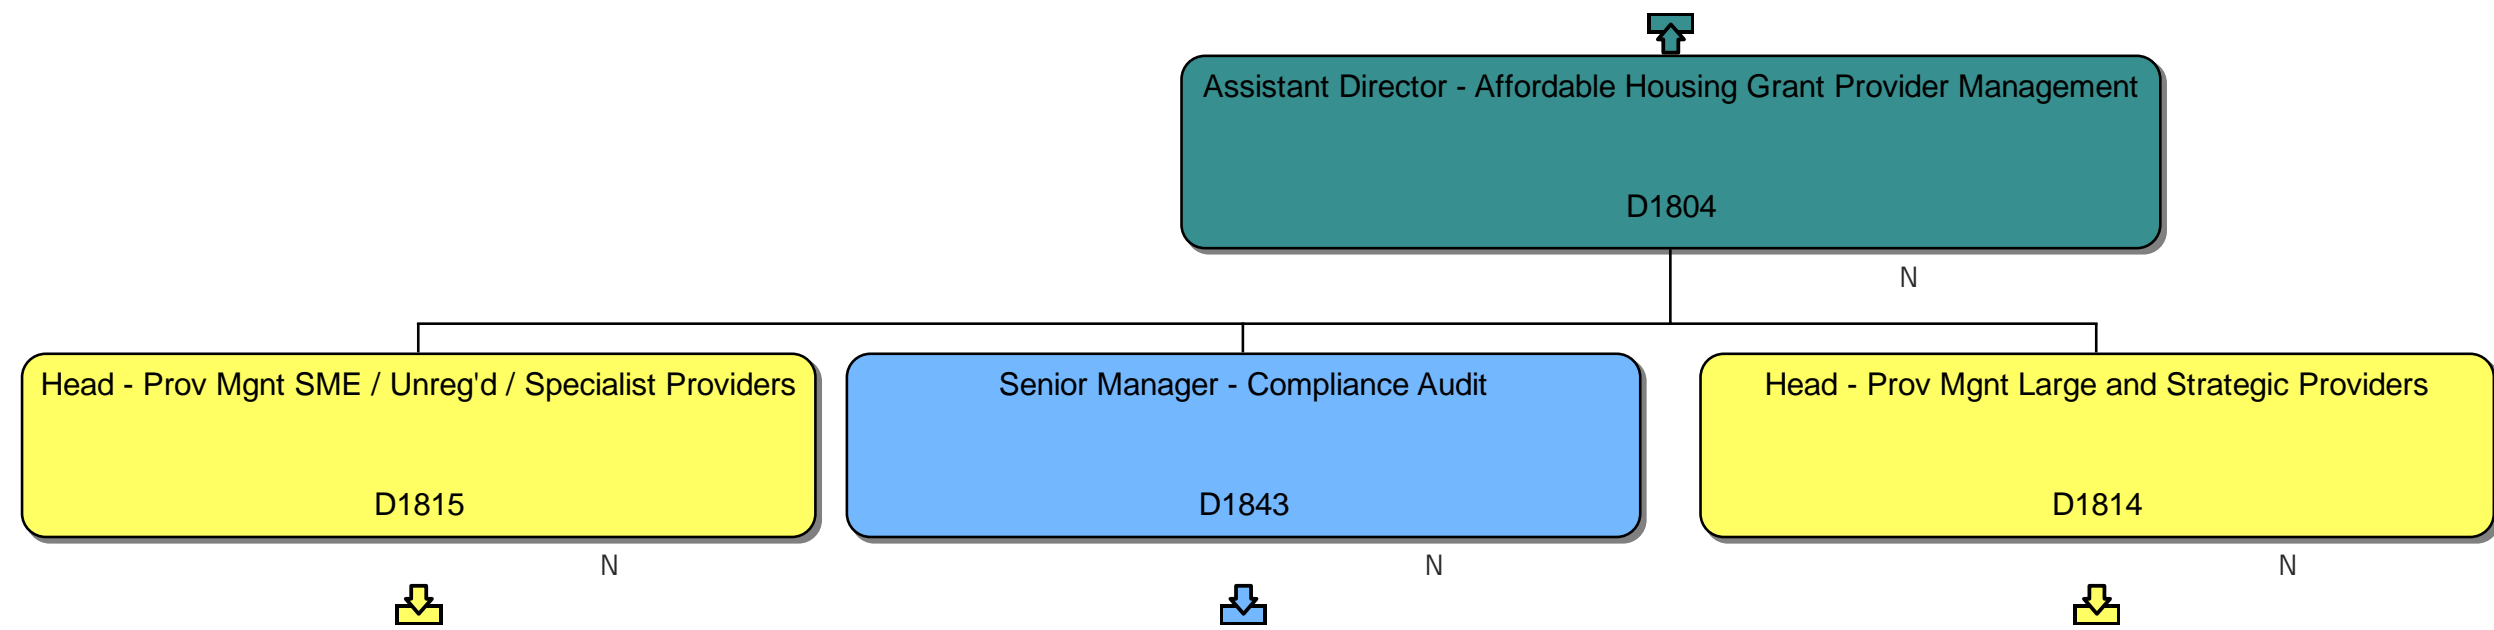 Assistant Director - Affordable Housing Grant Provider Management
D1804
N
Head - Prov Mgnt SME / Unreg'd / Specialist Providers
D1815
N
Senior Manager - Compliance Audit
D1843
N
Head - Prov Mgnt Large and Strategic Providers
D1814
N